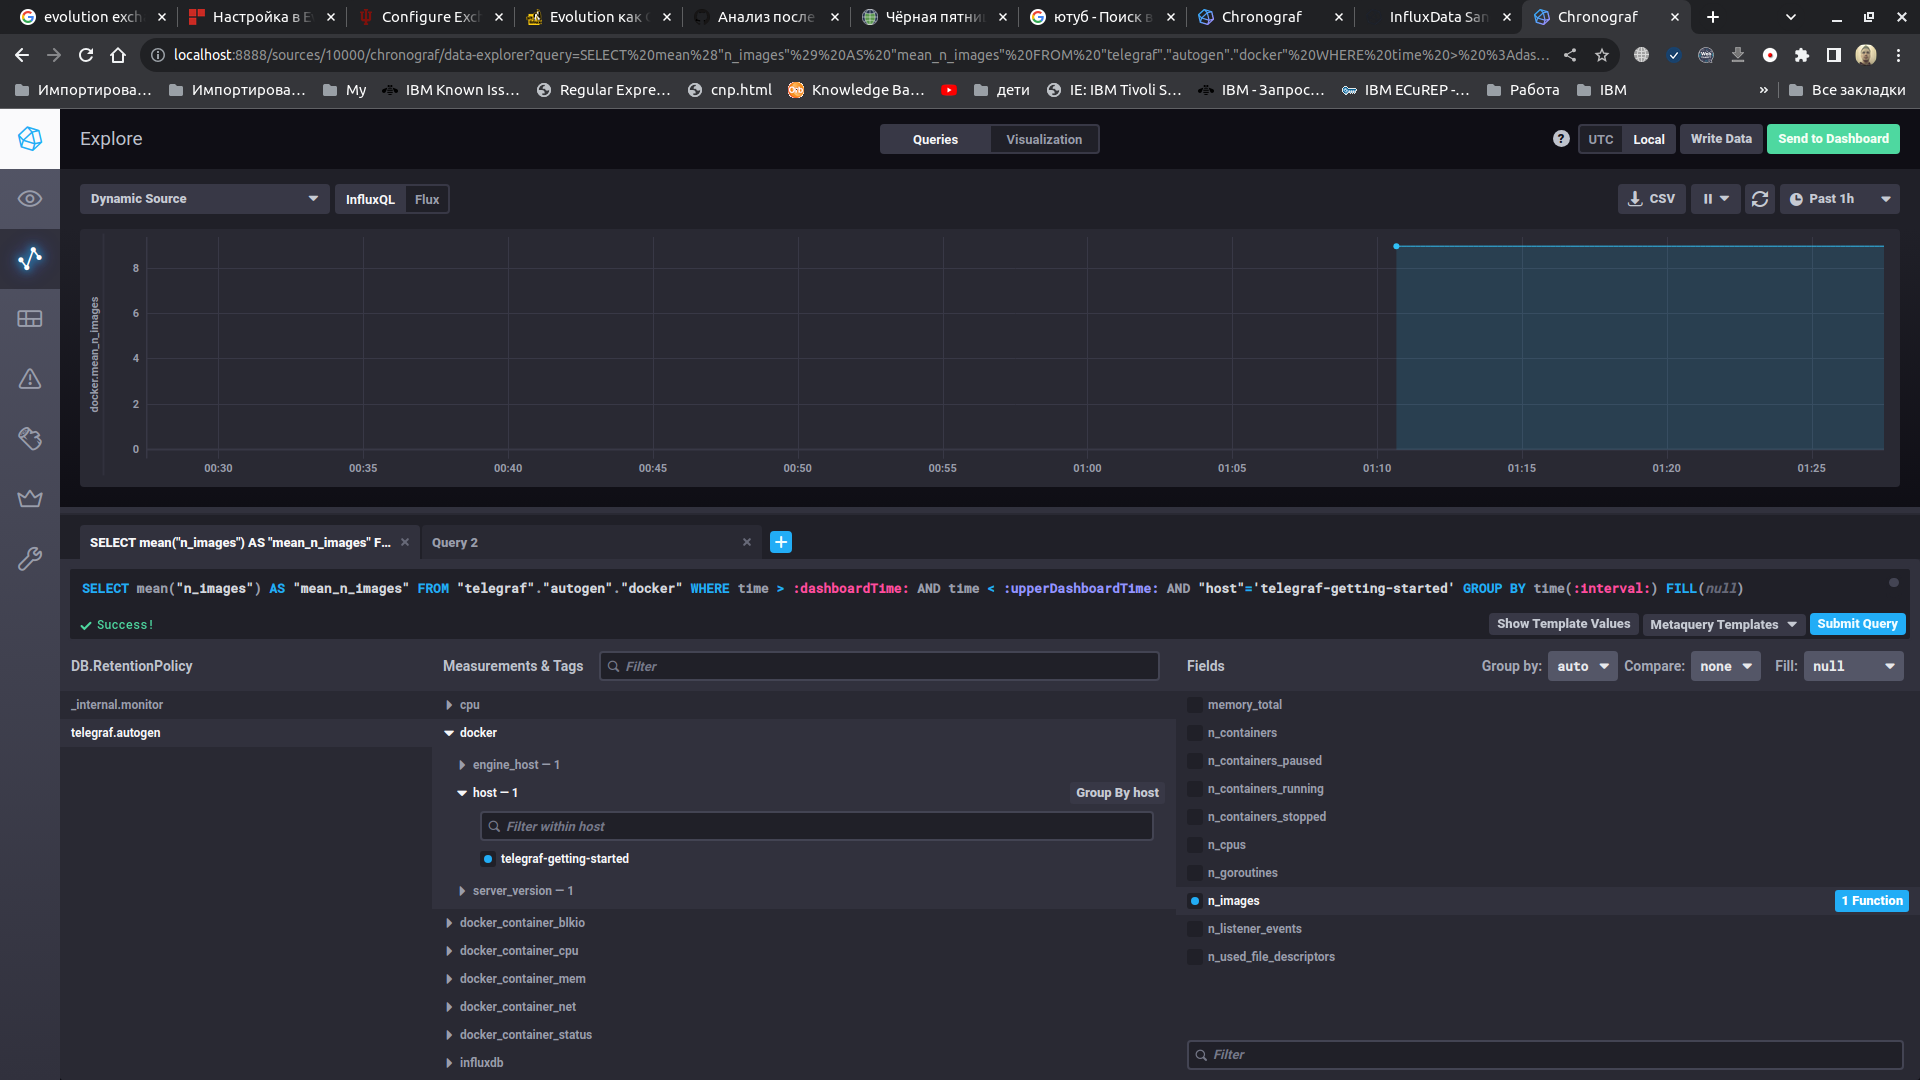 evolution exch
Настройка в E
Configure Exc
Evolution как
Анализ после
Чёрная пятни
ютуб - Поиск в
Chronograf
InfluxData San
Chronograf
localhost:8888/sources/10000/chronograf/data-explorer?query=SELECT%20mean%28"n_images"%29%20AS%20"mean_n_images"%20FROM%20"telegraf"."autogen"."docker"%20WHERE%20time%20>%20%3Adas...
Импортирова...
Импортирова...
My
IBM Known Iss...
Regular Expre...
cnp.html
Knowledge Ba...
дети
IE: IBM Tivoli S...
IBM - Запрос...
IBM ECuREP -...
Работа
IBM
»
Все закладки
Explore
Queries
Visualization
?
UTC
Local
Write Data
Send to Dashboard
Dynamic Source
InfluxQL
Flux
CSV
Past 1h
docker.mean_n_images
8
6
4
2
0
00:30
00:35
00:40
00:45
00:50
00:55
01:00
01:05
01:10
01:15
01:20
01:25
SELECT mean("n_images") AS "mean_n_images" F...
Query 2
SELECT mean("n_images") AS "mean_n_images" FROM "telegraf"."autogen"."docker" WHERE time > :dashboardTime: AND time < :upperDashboardTime: AND "host"='telegraf-getting-started' GROUP BY time(:interval:) FILL(null)
Success!
Show Template Values
Metaquery Templates
Submit Query
DB.RetentionPolicy
Measurements & Tags
Filter
Fields
Group by:
auto
Compare:
none
Fill:
null
_internal.monitor
telegraf.autogen
cpu
docker
engine_host — 1
host — 1
Group By host
Filter within host
telegraf-getting-started
server_version — 1
docker_container_blkio
docker_container_cpu
docker_container_mem
docker_container_net
docker_container_status
influxdb
memory_total
n_containers
n_containers_paused
n_containers_running
n_containers_stopped
n_cpus
n_goroutines
n_images
1 Function
n_listener_events
n_used_file_descriptors
Filter